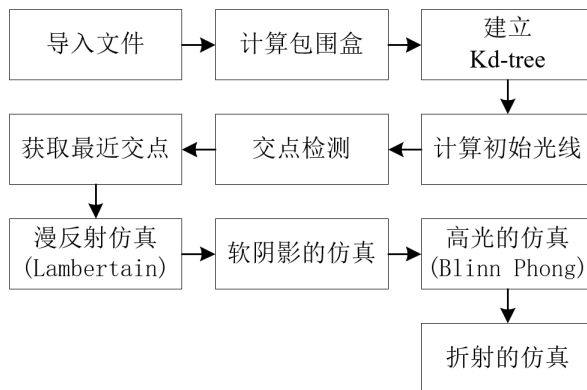 导入文件
计算包围盒
建立
Kd-tree
计算初始光线
交点检测
获取最近交点
漫反射仿真
(Lambertain)
软阴影的仿真
高光的仿真
(Blinn Phong)
折射的仿真